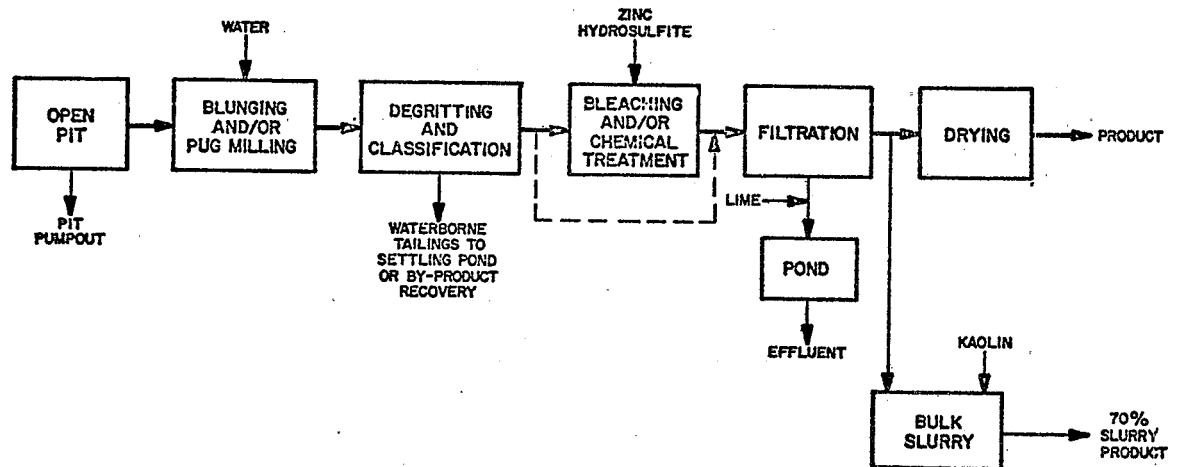 WATER
ZINC
HYDROSULFITE
OPEN
PIT
BLUNGING
AND/OR
PUG MILLING
DEGRITTING
AND
CLASSIFICATION
BLEACHING
AND/OR
CHEMICAL
TREATMENT
FILTRATION
DRYING
PRODUCT
PIT
PUMPOUT
WATERBORNE
TAILINGS TO
SETTLING POND
OR BY-PRODUCT
RECOVERY
LIME
POND
EFFLUENT
KAOLIN
BULK
SLURRY
70%
SLURRY
PRODUCT